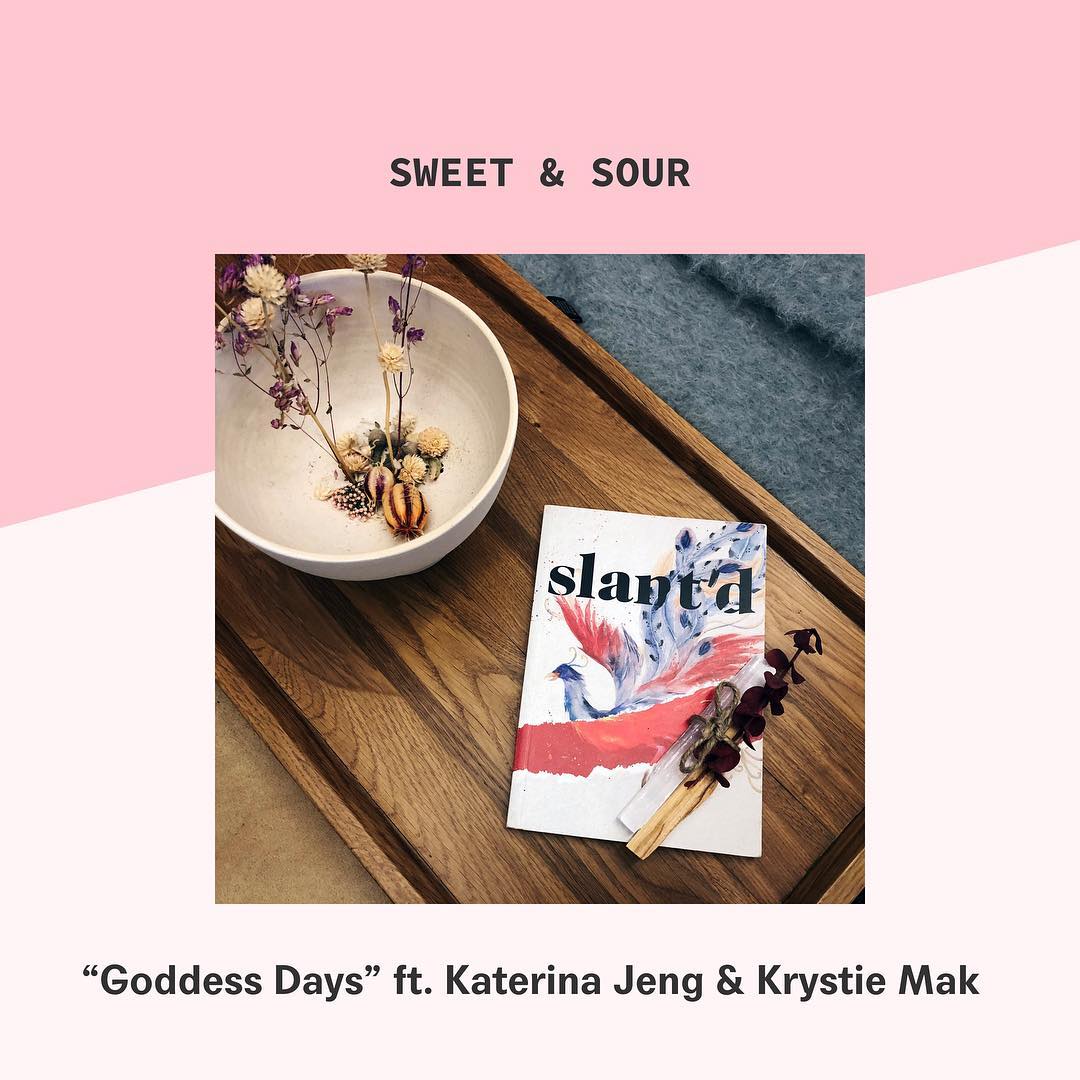 SWEET & SOUR
slant'd
“Goddess Days” ft. Katerina Jeng & Krystie Mak